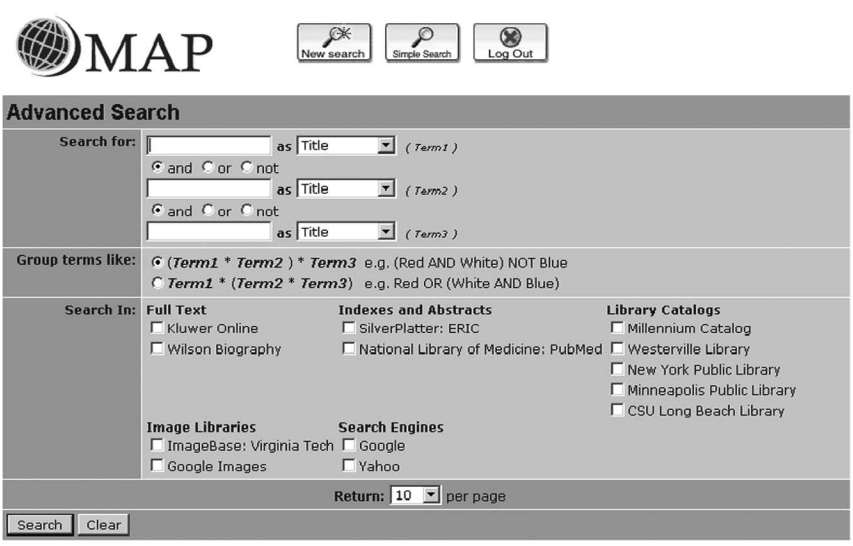 MAP
New search Simple Search Log Out
Advanced Search
Search for: as Title ( Term1 )
and or not
as Title ( Term2 )
and or not
as Title ( Term3 )
Group terms like: (Term1 * Term2 ) * Term3 e.g. (Red AND White) NOT Blue
Term1 * (Term2 * Term3) e.g. Red OR (White AND Blue)
Search In: Full Text Indexes and Abstracts Library Catalogs
Kluwer Online SilverPlatter: ERIC Millennium Catalog
Wilson Biography National Library of Medicine: PubMed Westerville Library
New York Public Library
Minneapolis Public Library
CSU Long Beach Library
Image Libraries Search Engines
ImageBase: Virginia Tech Google
Google Images Yahoo
Return: 10 per page
Search Clear